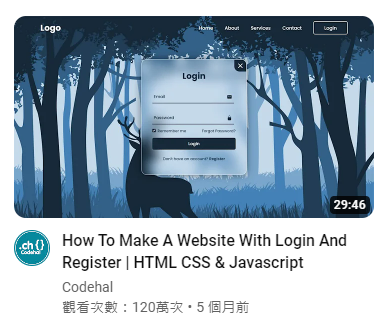 Logo
Home About Services Contact Login
Login
Email
Password
Remember me Forgot Password?
Login
Don't have an account? Register
29:46
.ch {}
Codehal
How To Make A Website With Login And
Register | HTML CSS & Javascript
Codehal
觀看次數：120萬次 • 5 個月前